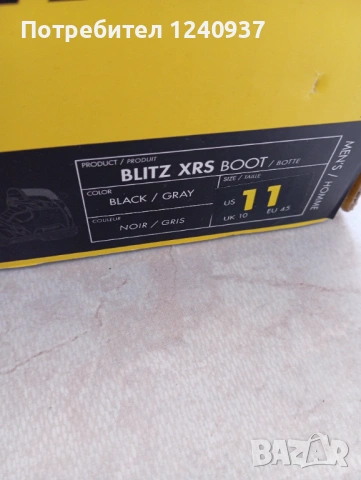 Потребител 1240937
PRODUCT / PRODUIT
BLITZ XRS BOOT / BOTTE
COLOR
BLACK / GRAY
COULEUR
NOIR / GRIS
SIZE / TAILLE
US 11
UK 10 EU 45
MEN'S / HOMME
BAZAR